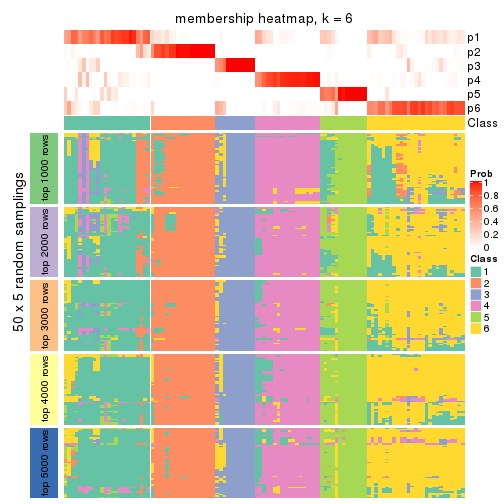 membership heatmap, k = 6
p1
p2
p3
p4
p5
p6
Class
50 x 5 random samplings
top 1000 rows
top 2000 rows
top 3000 rows
top 4000 rows
top 5000 rows
Prob
1
0.8
0.6
0.4
0.2
0
Class
1
2
3
4
5
6